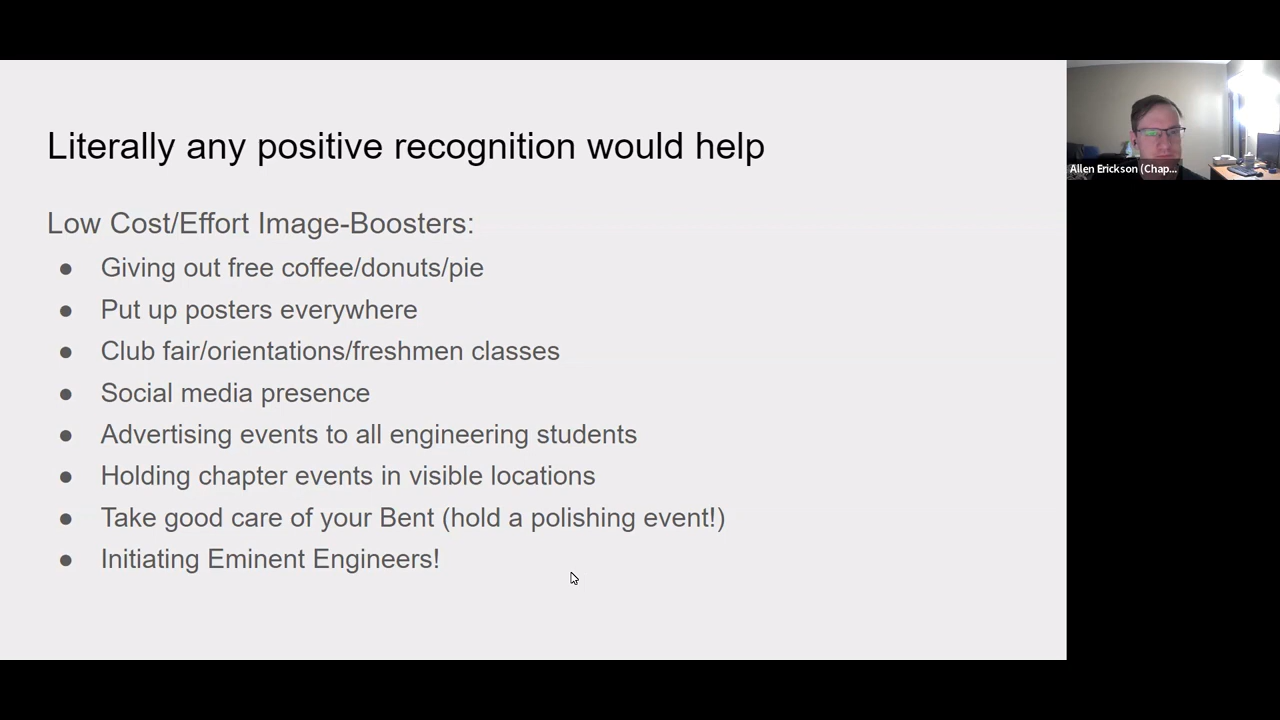 Literally any positive recognition would help
Low Cost/Effort Image-Boosters:
● Giving out free coffee/donuts/pie
● Put up posters everywhere
● Club fair/orientations/freshmen classes
● Social media presence
● Advertising events to all engineering students
● Holding chapter events in visible locations
● Take good care of your Bent (hold a polishing event!)
● Initiating Eminent Engineers!
Allen Erickson (Chap...